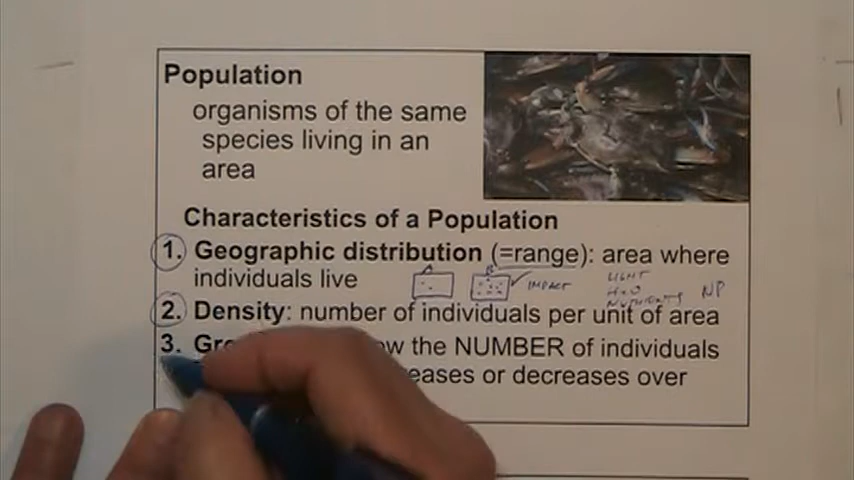 Population
organisms of the same
species living in an
area
Characteristics of a Population
1. Geographic distribution (=range): area where
individuals live
A B IMPACT LIGHT
H2O NP
NUTRIENTS
2. Density: number of individuals per unit of area
3. the NUMBER of individuals
or decreases over